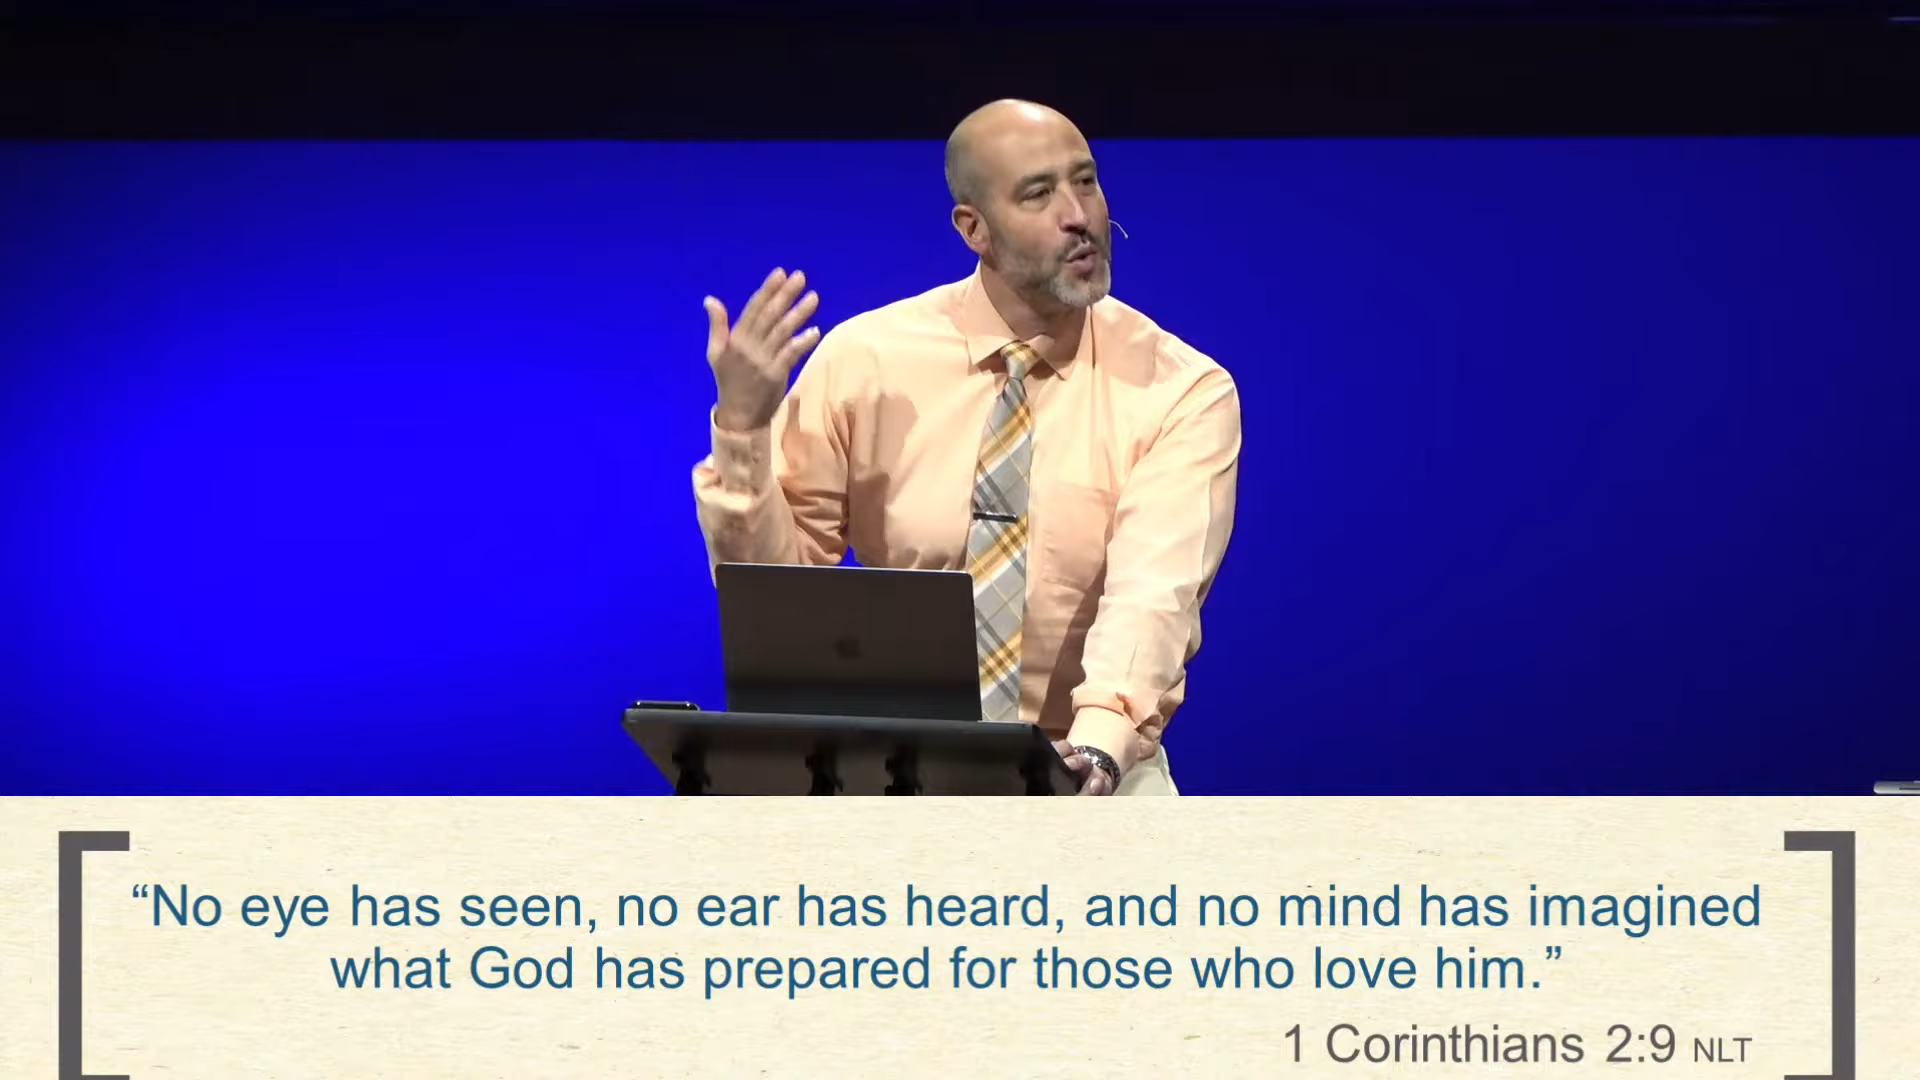 “No eye has seen, no ear has heard, and no mind has imagined
what God has prepared for those who love him.”
1 Corinthians 2:9 NLT